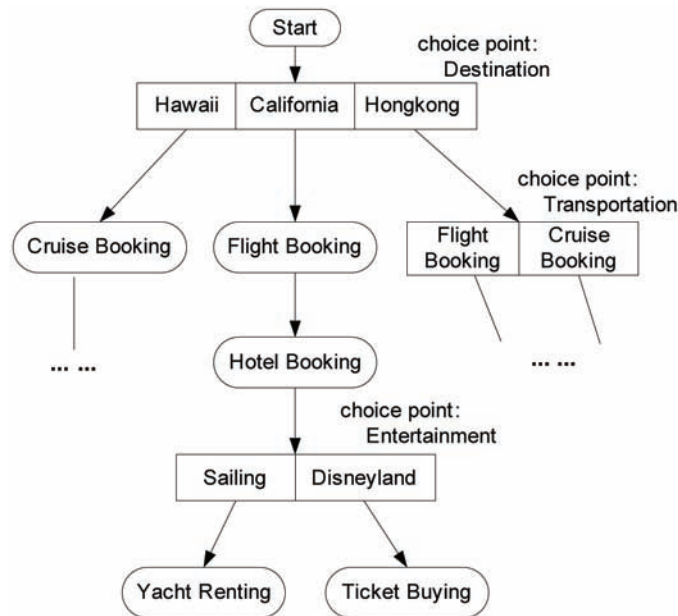 Start
choice point:
Destination
Hawaii California Hongkong
choice point:
Transportation
Cruise Booking
Flight Booking
Flight
Booking
Cruise
Booking
... ...
... ...
Hotel Booking
choice point:
Entertainment
Sailing Disneyland
Yacht Renting
Ticket Buying